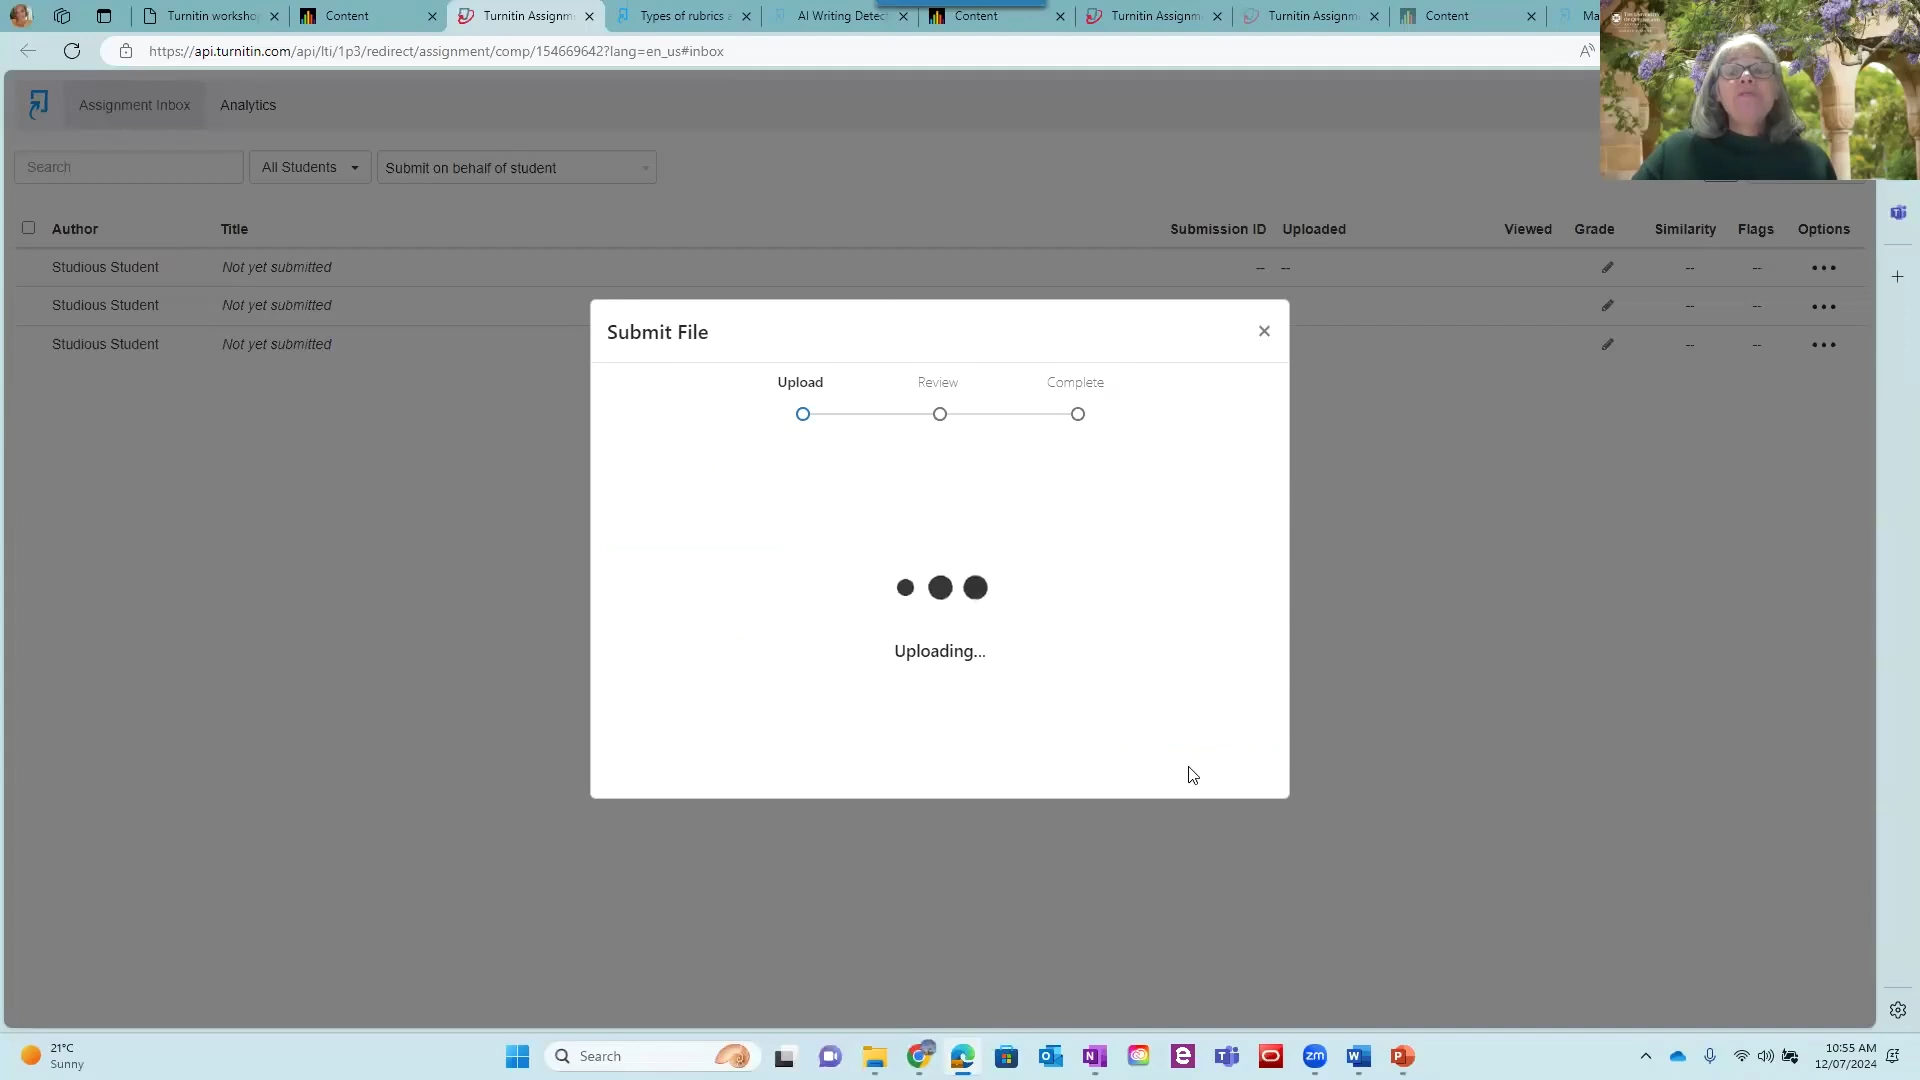 Turnitin worksho
Content
Turnitin Assignm
Types of rubrics a
AI Writing Detect
Content
Turnitin Assignm
Turnitin Assignm
Content
Ma
https://api.turnitin.com/api/lti/1p3/redirect/assignment/comp/154669642?lang=en_us#inbox
Assignment Inbox
Analytics
Search
All Students
Submit on behalf of student
Author Title Submission ID Uploaded Viewed Grade Similarity Flags Options
Studious Student Not yet submitted -- -- -- --
Studious Student Not yet submitted -- --
Studious Student Not yet submitted -- --
Submit File
Upload Review Complete
Uploading...
21°C
Sunny
Search
zm
10:55 AM
12/07/2024